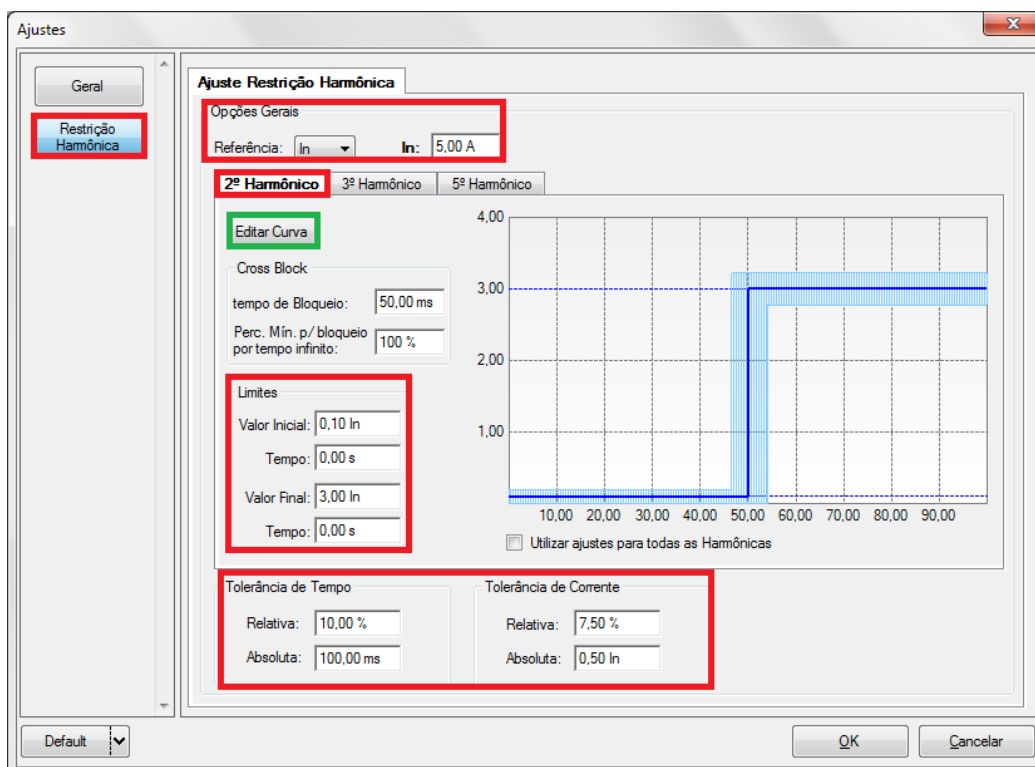 Ajustes
Geral
Restrição
Harmônica
Ajuste Restrição Harmônica
Opções Gerais
Referência: In In: 5,00 A
2º Harmônico 3º Harmônico 5º Harmônico
Editar Curva
Cross Block
tempo de Bloqueio: 50,00 ms
Perc. Mín. p/ bloqueio
por tempo infinito: 100 %
Limites
Valor Inicial: 0,10 In
Tempo: 0,00 s
Valor Final: 3,00 In
Tempo: 0,00 s
4,00
3,00
2,00
1,00
10,00 20,00 30,00 40,00 50,00 60,00 70,00 80,00 90,00
Utilizar ajustes para todas as Harmônicas
Tolerância de Tempo
Relativa: 10,00 %
Absoluta: 100,00 ms
Tolerância de Corrente
Relativa: 7,50 %
Absoluta: 0,50 In
Default
OK
Cancelar